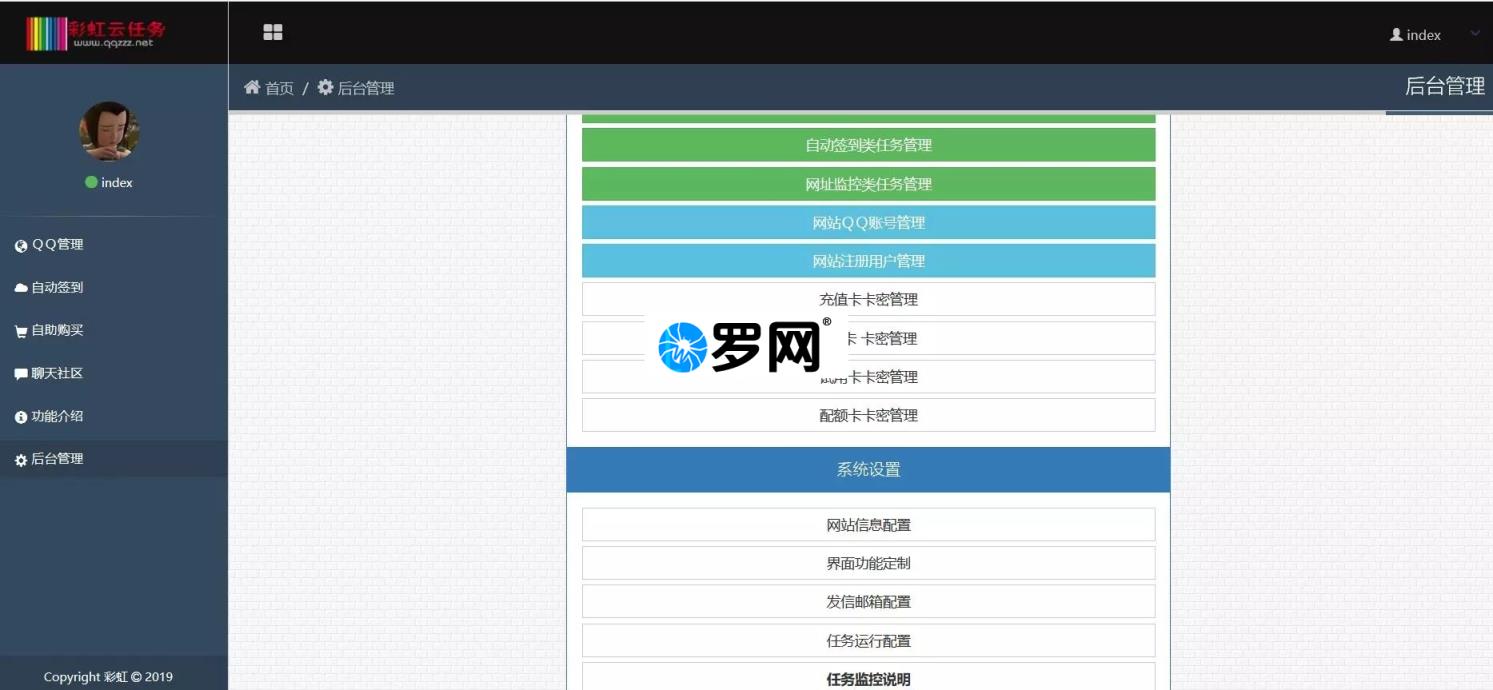 彩虹云任务
www.qqzzz.net
index
首页 / 后台管理
后台管理
index
QQ管理
自动签到
自助购买
聊天社区
功能介绍
后台管理
Copyright 彩虹 © 2019
自动签到类任务管理
网址监控类任务管理
网站QQ账号管理
网站注册用户管理
充值卡卡密管理
卡 卡密管理
试用卡卡密管理
配额卡卡密管理
罗网®
系统设置
网站信息配置
界面功能定制
发信邮箱配置
任务运行配置
任务监控说明